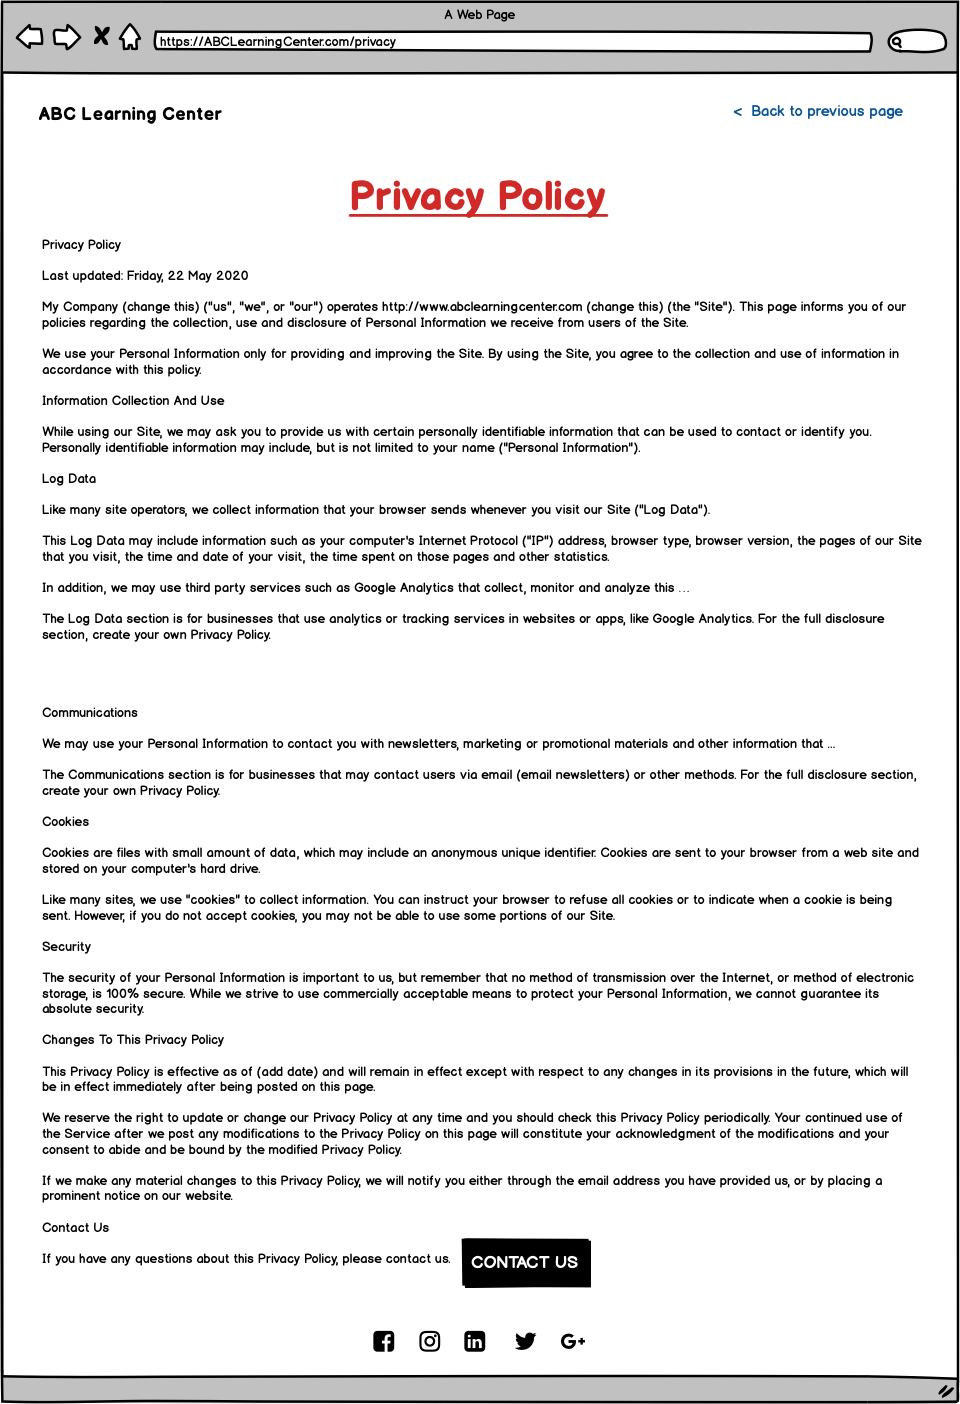 A Web Page
https://ABCLearningCenter.com/privacy
ABC Learning Center
< Back to previous page
Privacy Policy
Privacy Policy
Last updated: Friday, 22 May 2020
My Company (change this) ("us", "we", or "our") operates http://www.abclearningcenter.com (change this) (the "Site"). This page informs you of our
policies regarding the collection, use and disclosure of Personal Information we receive from users of the Site.
We use your Personal Information only for providing and improving the Site. By using the Site, you agree to the collection and use of information in
accordance with this policy.
Information Collection And Use
While using our Site, we may ask you to provide us with certain personally identifiable information that can be used to contact or identify you.
Personally identifiable information may include, but is not limited to your name ("Personal Information").
Log Data
Like many site operators, we collect information that your browser sends whenever you visit our Site ("Log Data").
This Log Data may include information such as your computer's Internet Protocol ("IP") address, browser type, browser version, the pages of our Site
that you visit, the time and date of your visit, the time spent on those pages and other statistics.
In addition, we may use third party services such as Google Analytics that collect, monitor and analyze this …
The Log Data section is for businesses that use analytics or tracking services in websites or apps, like Google Analytics. For the full disclosure
section, create your own Privacy Policy.
Communications
We may use your Personal Information to contact you with newsletters, marketing or promotional materials and other information that ...
The Communications section is for businesses that may contact users via email (email newsletters) or other methods. For the full disclosure section,
create your own Privacy Policy.
Cookies
Cookies are files with small amount of data, which may include an anonymous unique identifier. Cookies are sent to your browser from a web site and
stored on your computer's hard drive.
Like many sites, we use "cookies" to collect information. You can instruct your browser to refuse all cookies or to indicate when a cookie is being
sent. However, if you do not accept cookies, you may not be able to use some portions of our Site.
Security
The security of your Personal Information is important to us, but remember that no method of transmission over the Internet, or method of electronic
storage, is 100% secure. While we strive to use commercially acceptable means to protect your Personal Information, we cannot guarantee its
absolute security.
Changes To This Privacy Policy
This Privacy Policy is effective as of (add date) and will remain in effect except with respect to any changes in its provisions in the future, which will
be in effect immediately after being posted on this page.
We reserve the right to update or change our Privacy Policy at any time and you should check this Privacy Policy periodically. Your continued use of
the Service after we post any modifications to the Privacy Policy on this page will constitute your acknowledgment of the modifications and your
consent to abide and be bound by the modified Privacy Policy.
If we make any material changes to this Privacy Policy, we will notify you either through the email address you have provided us, or by placing a
prominent notice on our website.
Contact Us
If you have any questions about this Privacy Policy, please contact us.
CONTACT US